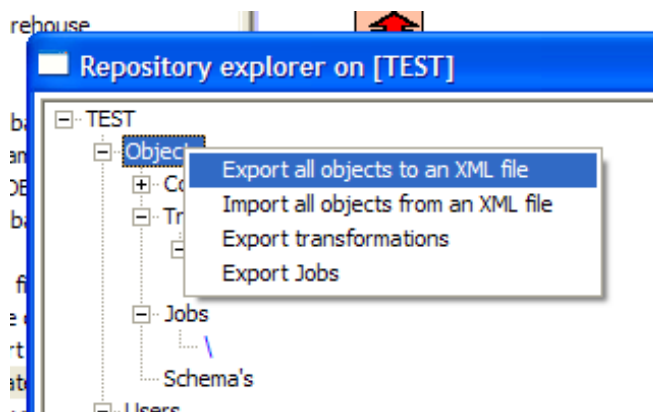 rehouse
Repository explorer on [TEST]
TEST
Export all objects to an XML file
Import all objects from an XML file
Export transformations
Export Jobs
Jobs
\
Schema's
Users